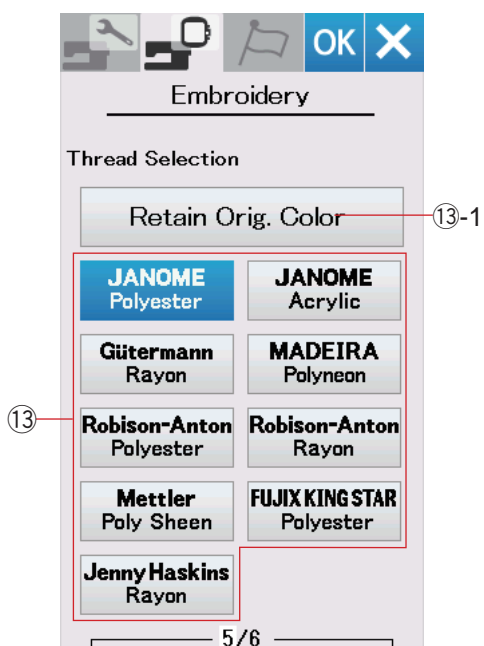 OK
Embroidery
Thread Selection
Retain Orig. Color
⑬-1
JANOME
Polyester
JANOME
Acrylic
Gütermann
Rayon
MADEIRA
Polyneon
⑬
Robison-Anton
Polyester
Robison-Anton
Rayon
Mettler
Poly Sheen
FUJIX KING STAR
Polyester
Jenny Haskins
Rayon
5/6